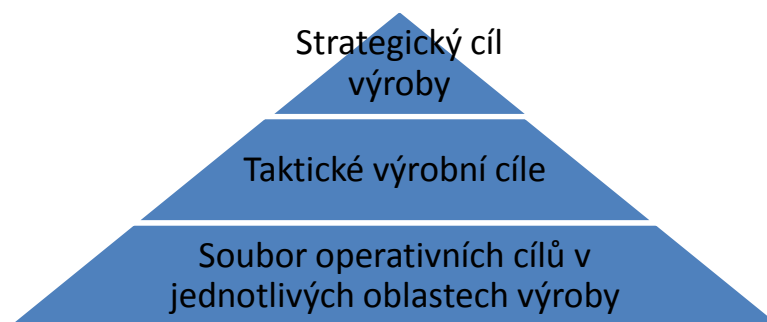 Strategický cíl
výroby
Taktické výrobní cíle
Soubor operativních cílů v
jednotlivých oblastech výroby